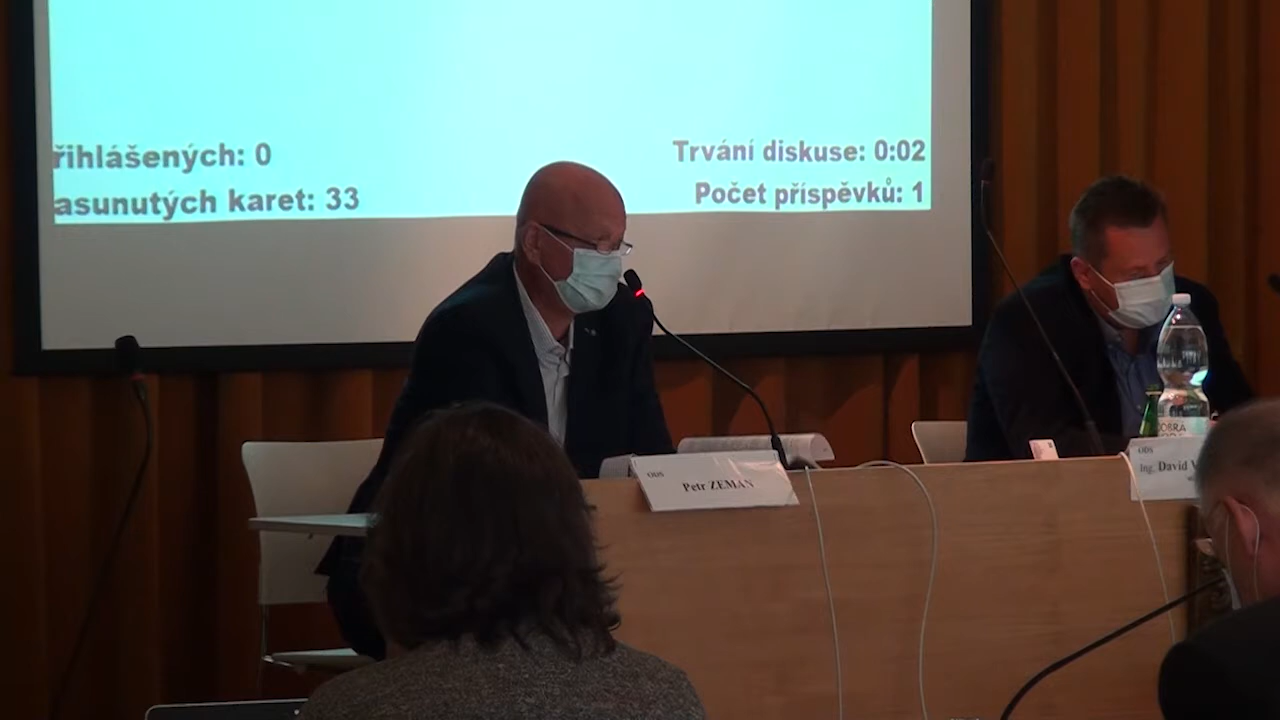 řihlášených: 0
Trvání diskuse: 0:02
asunutých karet: 33
Počet příspěvků: 1
ODS
Petr ZEMAN
ODS
Ing. David V